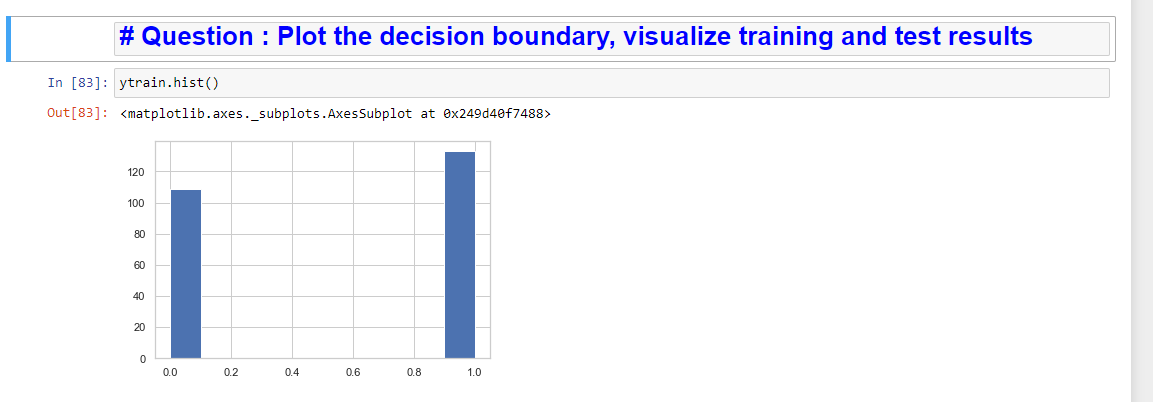 # Question : Plot the decision boundary, visualize training and test results
In [83]: ytrain.hist()
Out[83]: <matplotlib.axes._subplots.AxesSubplot at 0x249d40f7488>
120
100
80
60
40
20
0
0.0 0.2 0.4 0.6 0.8 1.0